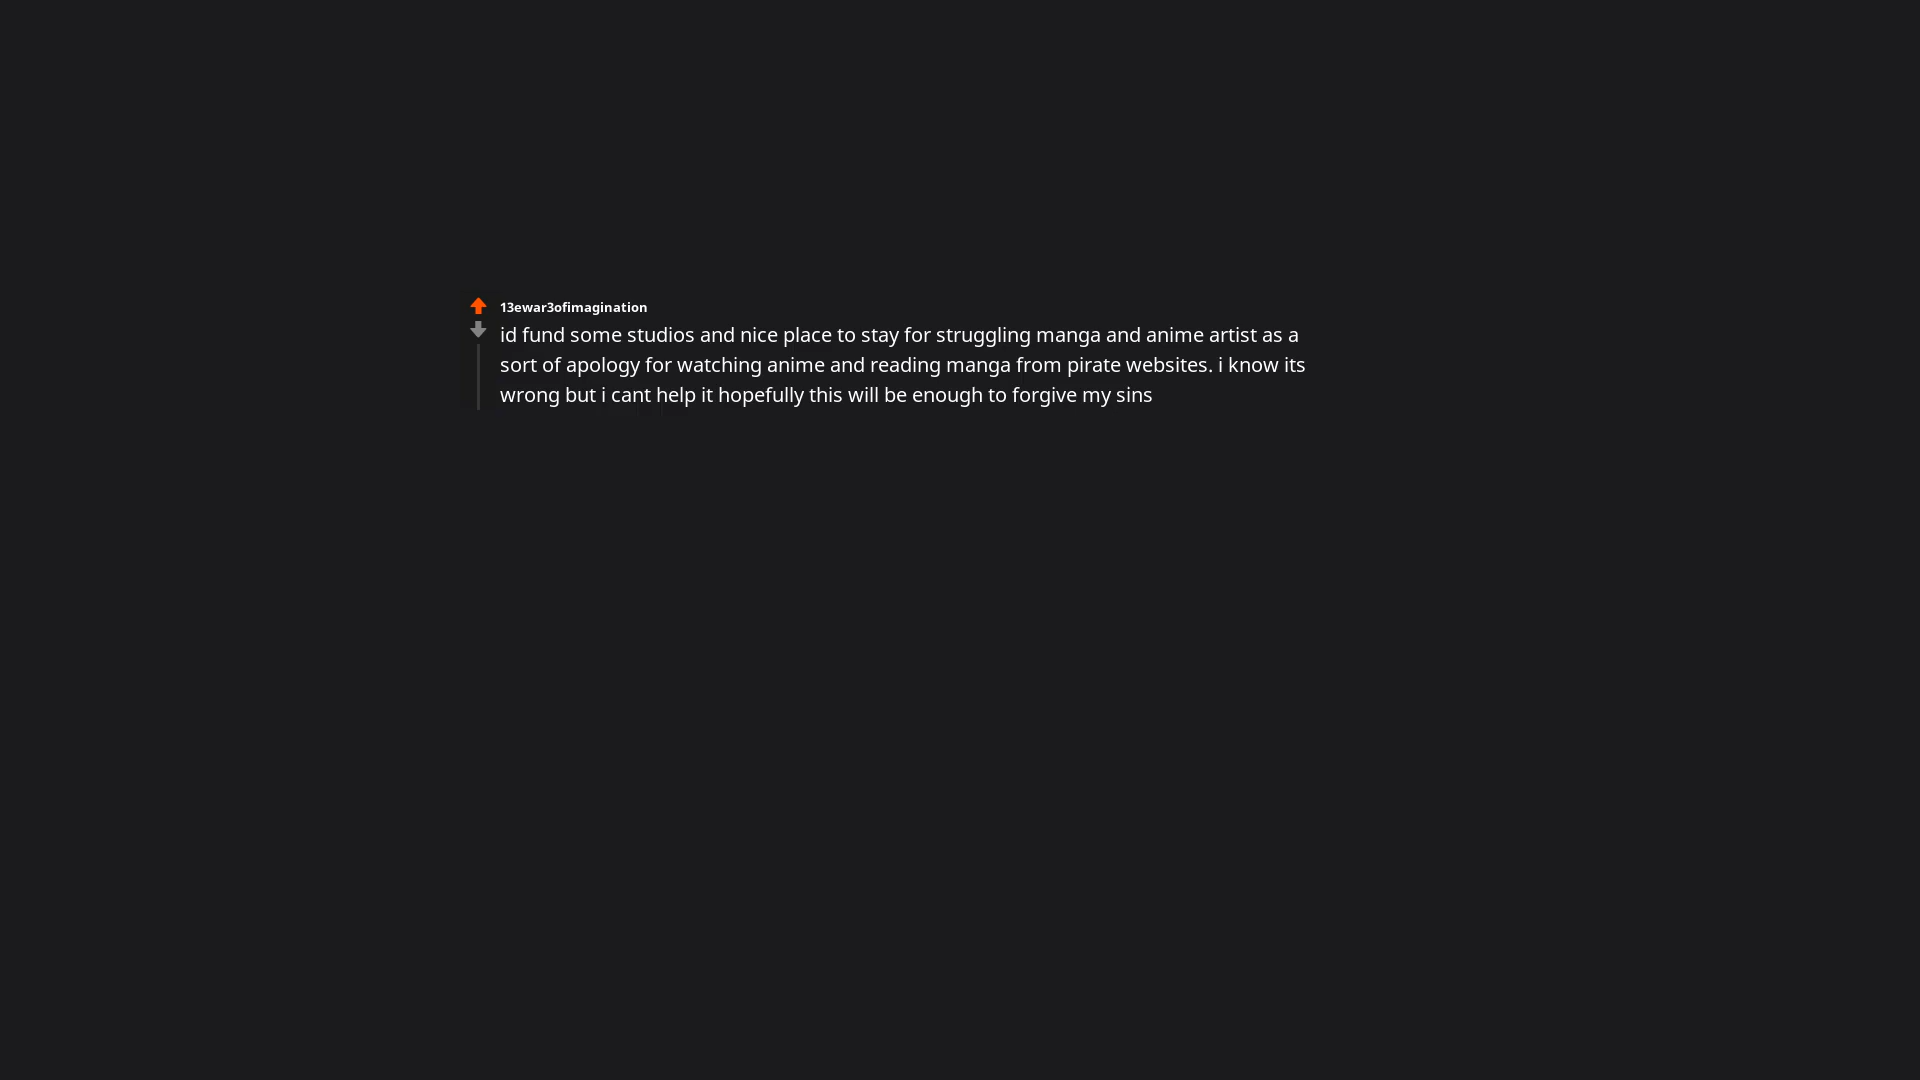 13ewar3ofimagination
id fund some studios and nice place to stay for struggling manga and anime artist as a
sort of apology for watching anime and reading manga from pirate websites. i know its
wrong but i cant help it hopefully this will be enough to forgive my sins